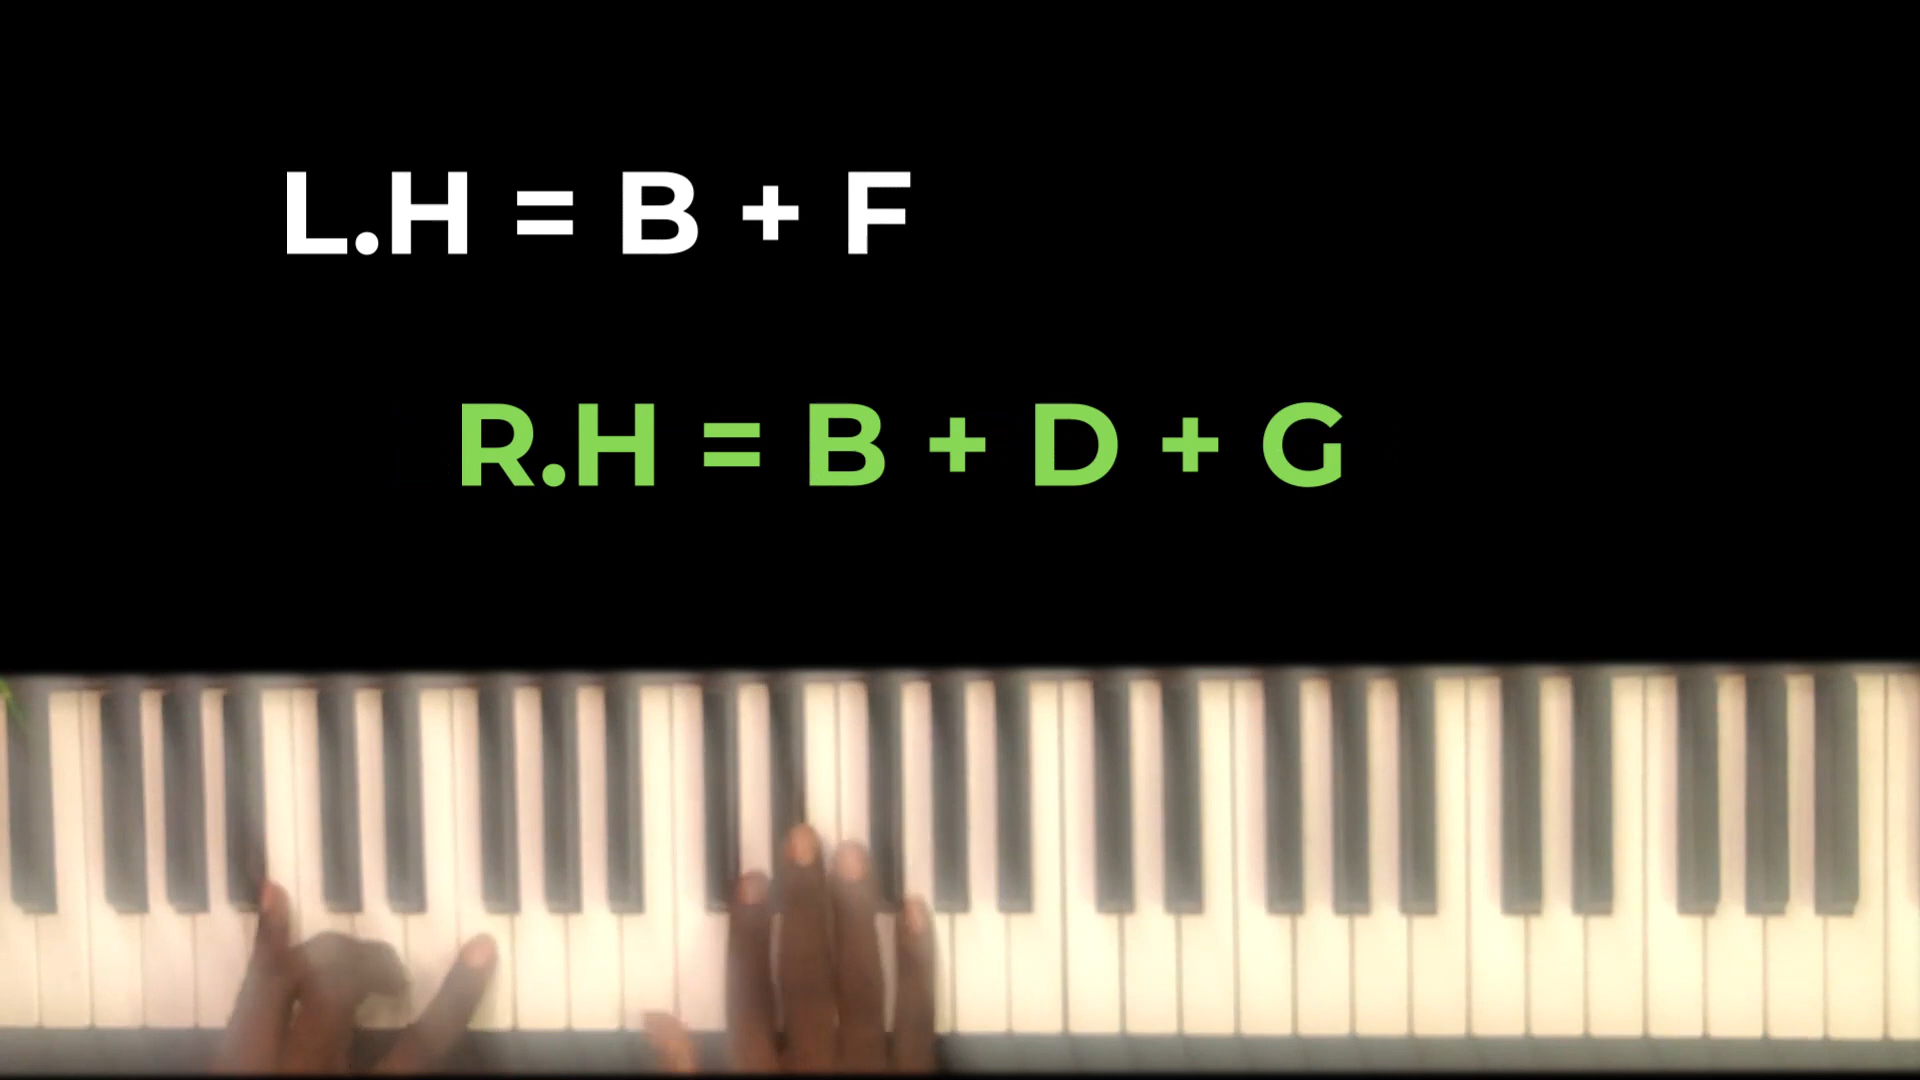 L.H = B + F
R.H = B + D + G